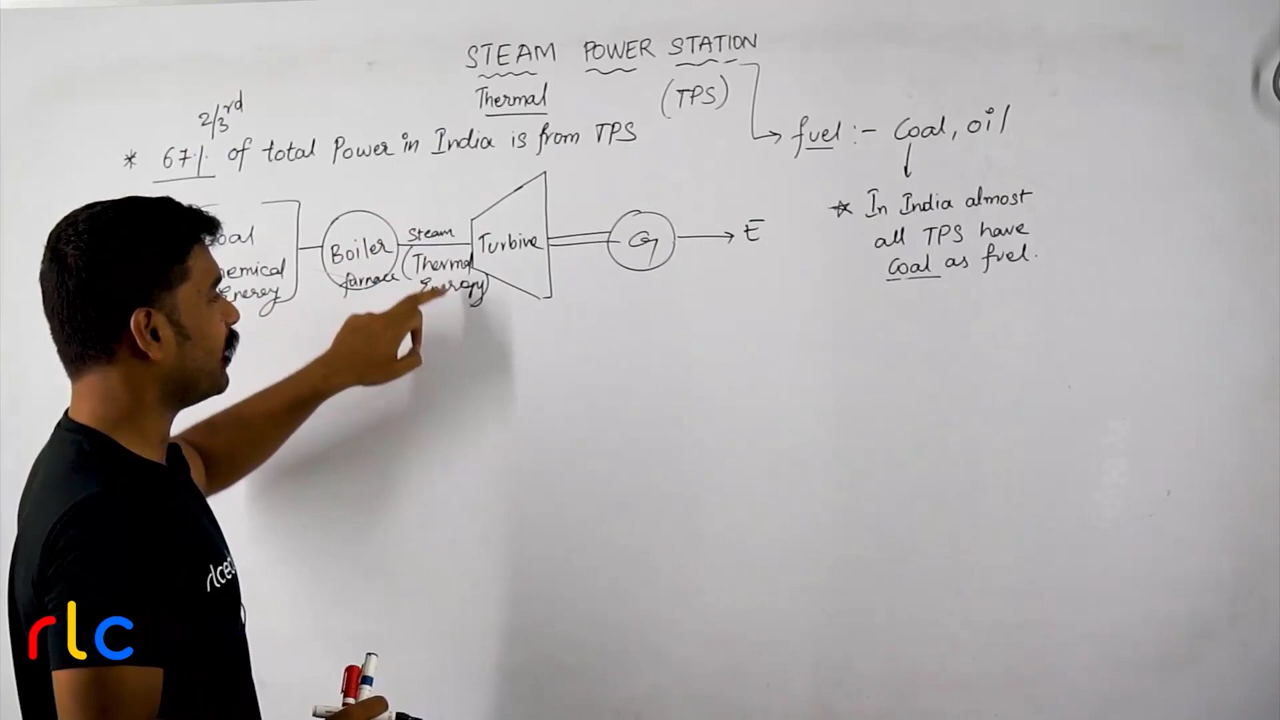 STEAM POWER STATION
Thermal
(TPS)
2/3rd
* 67% of total Power in India is from TPS
fuel :- Coal, oil
* In India almost
all TPS have
Coal as fuel.
Boiler
furnace
Steam
(Thermal
Energy)
Turbine
G
E
Energy
rlc